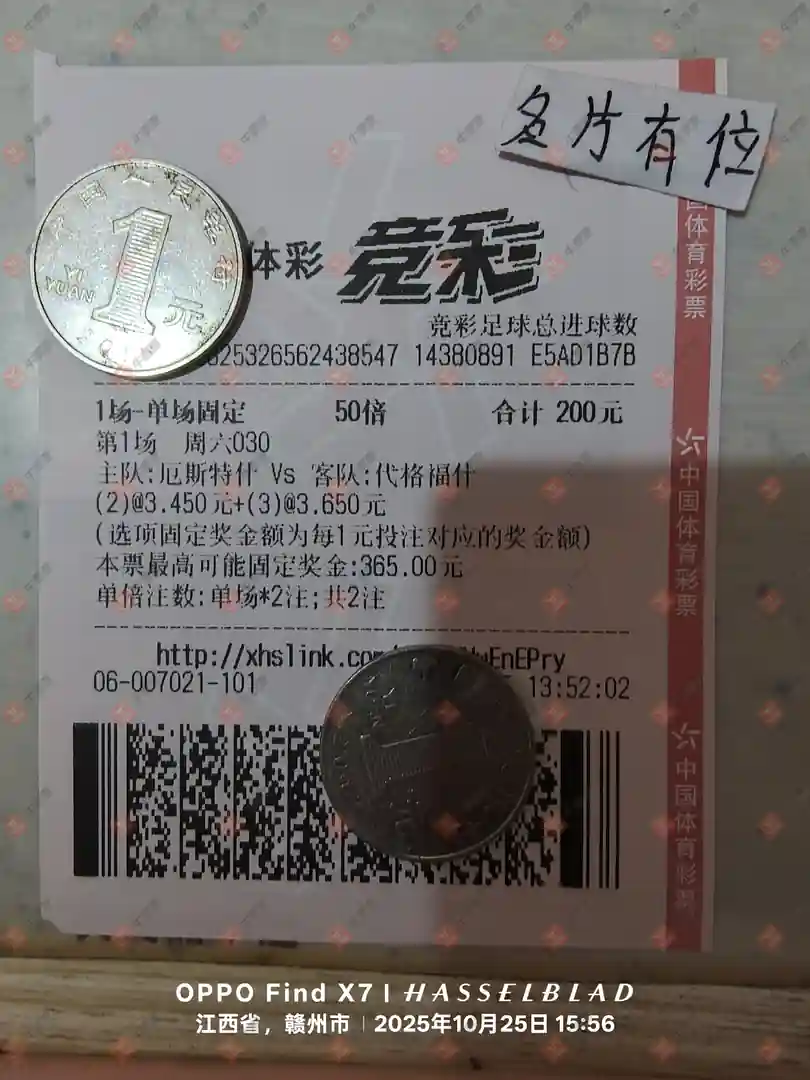 多片有位
体彩 竞彩
竞彩足球总进球数
25326562438547 14380891 E5AD1B7B
1场-单场固定 50倍 合计 200元
第1场 周六030
主队:厄斯特什 Vs 客队:代格福什
(2)@3.450元+(3)@3.650元
(选项固定奖金额为每1元投注对应的奖金额)
本票最高可能固定奖金:365.00元
单倍注数:单场*2注;共2注
http://xhslink.co EnEPry
06-007021-101 13:52:02
1
YI YUAN 元
国体育彩票
中国体育彩票
中国体育彩票
OPPO Find X7 | HASSELBLAD
江西省，赣州市 | 2025年10月25日 15:56